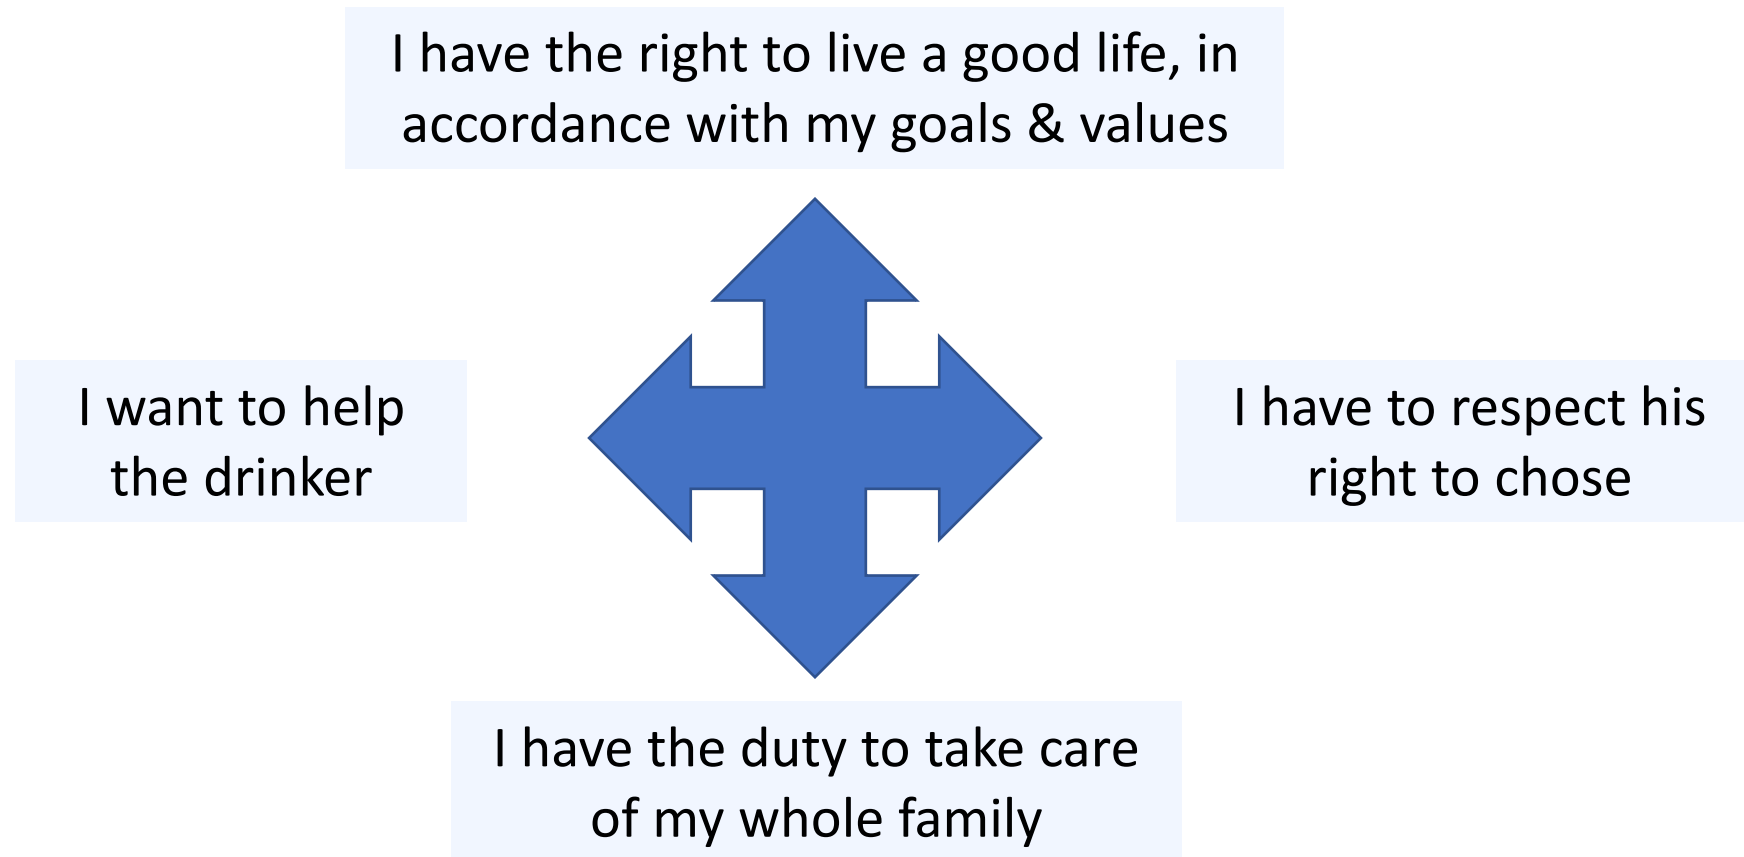 I have the right to live a good life, in
accordance with my goals & values
I want to help
the drinker
I have to respect his
right to chose
I have the duty to take care
of my whole family